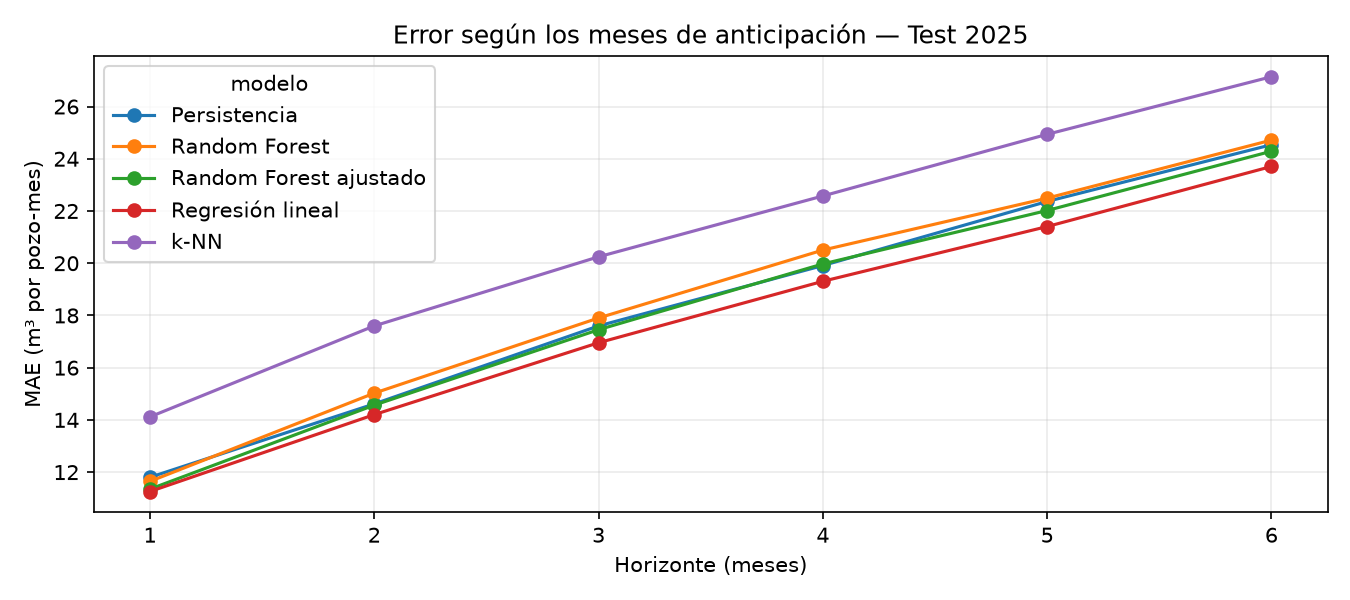 Error según los meses de anticipación — Test 2025
modelo
Persistencia
Random Forest
Random Forest ajustado
Regresión lineal
k-NN
MAE (m³ por pozo-mes)
26
24
22
20
18
16
14
12
1 2 3 4 5 6
Horizonte (meses)